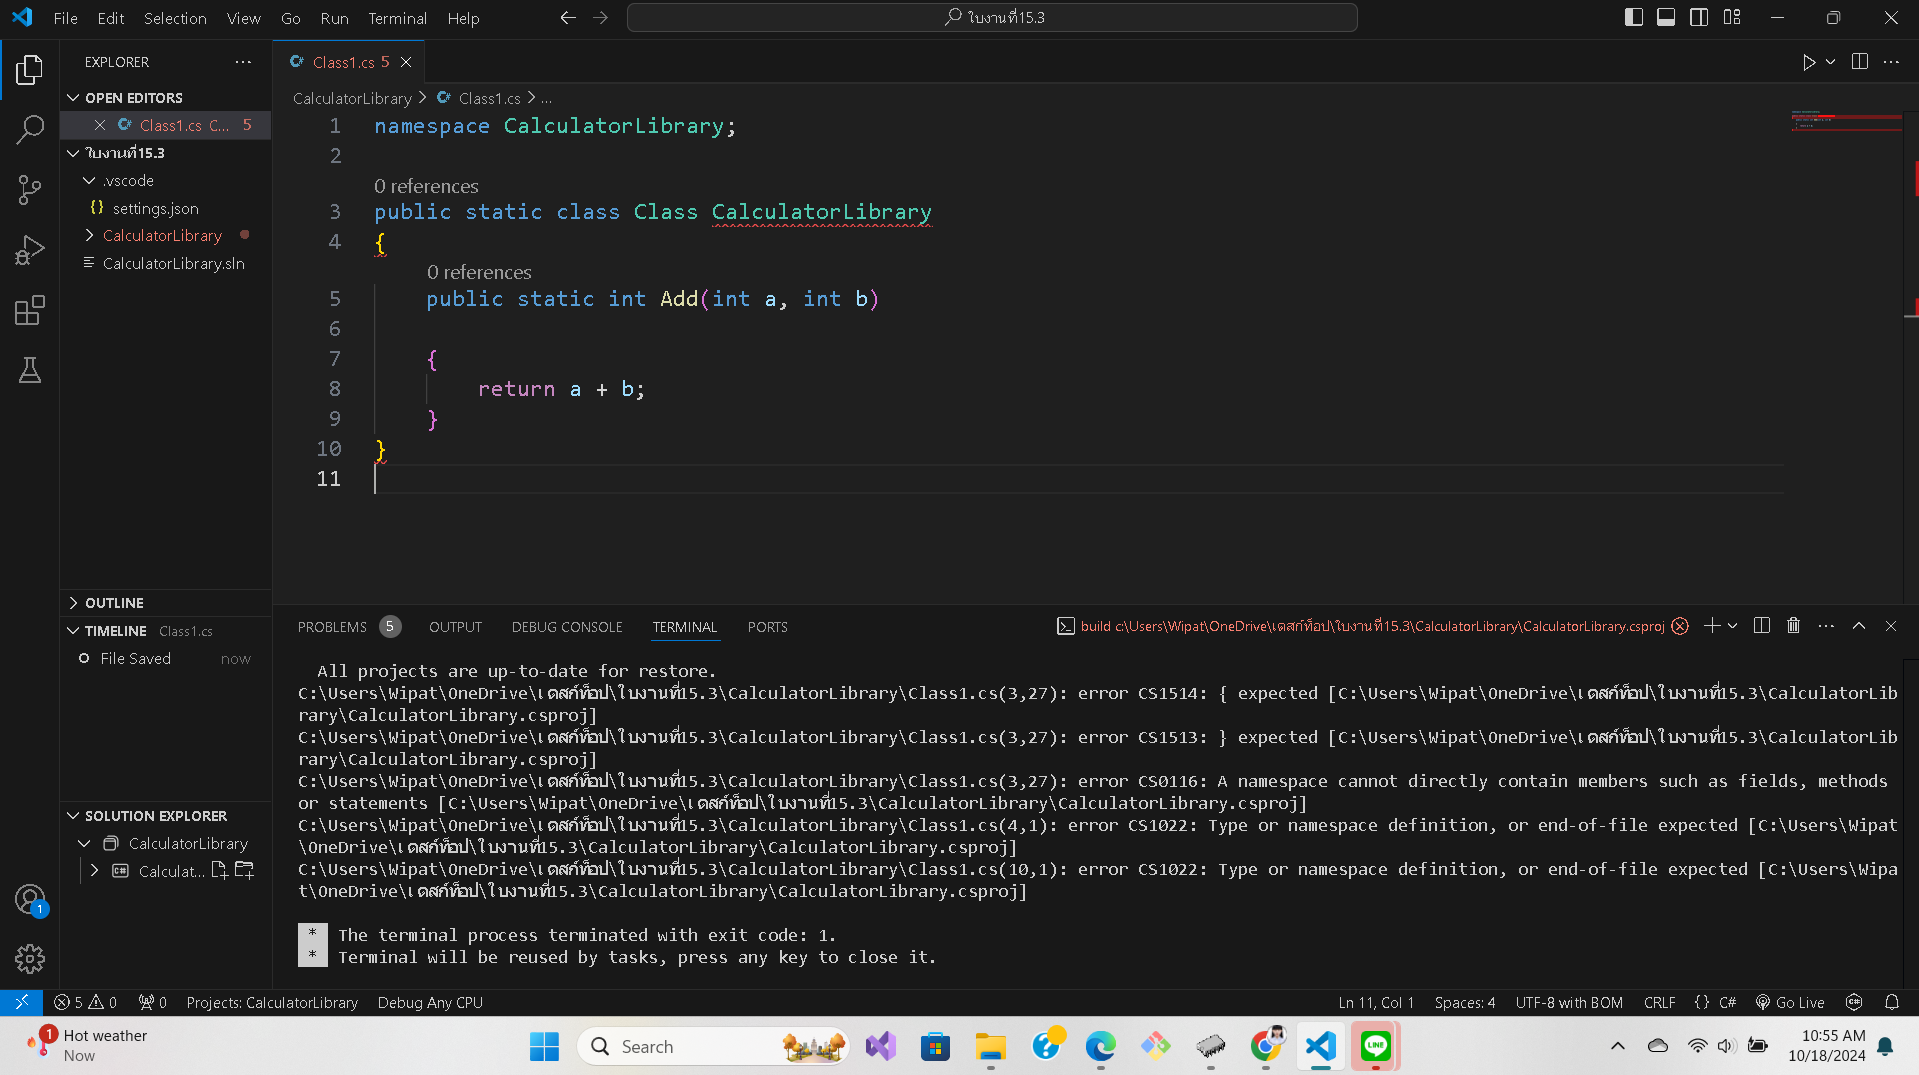 File Edit Selection View Go Run Terminal Help
ใบงานที่15.3
EXPLORER
OPEN EDITORS
Class1.cs C... 5
ใบงานที่15.3
.vscode
{} settings.json
CalculatorLibrary
CalculatorLibrary.sln
OUTLINE
TIMELINE Class1.cs
File Saved now
SOLUTION EXPLORER
CalculatorLibrary
Calculat...
Class1.cs 5
CalculatorLibrary > Class1.cs > ...
1 namespace CalculatorLibrary;
2
0 references
3 public static class Class CalculatorLibrary
4 {
0 references
5 public static int Add(int a, int b)
6
7 {
8 return a + b;
9 }
10 }
11
PROBLEMS 5 OUTPUT DEBUG CONSOLE TERMINAL PORTS
build c:\Users\Wipat\OneDrive\เดสก์ท็อป\ใบงานที่15.3\CalculatorLibrary\CalculatorLibrary.csproj
All projects are up-to-date for restore.
C:\Users\Wipat\OneDrive\เดสก์ท็อป\ใบงานที่15.3\CalculatorLibrary\Class1.cs(3,27): error CS1514: { expected [C:\Users\Wipat\OneDrive\เดสก์ท็อป\ใบงานที่15.3\CalculatorLib
rary\CalculatorLibrary.csproj]
C:\Users\Wipat\OneDrive\เดสก์ท็อป\ใบงานที่15.3\CalculatorLibrary\Class1.cs(3,27): error CS1513: } expected [C:\Users\Wipat\OneDrive\เดสก์ท็อป\ใบงานที่15.3\CalculatorLib
rary\CalculatorLibrary.csproj]
C:\Users\Wipat\OneDrive\เดสก์ท็อป\ใบงานที่15.3\CalculatorLibrary\Class1.cs(3,27): error CS0116: A namespace cannot directly contain members such as fields, methods
or statements [C:\Users\Wipat\OneDrive\เดสก์ท็อป\ใบงานที่15.3\CalculatorLibrary\CalculatorLibrary.csproj]
C:\Users\Wipat\OneDrive\เดสก์ท็อป\ใบงานที่15.3\CalculatorLibrary\Class1.cs(4,1): error CS1022: Type or namespace definition, or end-of-file expected [C:\Users\Wipat
\OneDrive\เดสก์ท็อป\ใบงานที่15.3\CalculatorLibrary\CalculatorLibrary.csproj]
C:\Users\Wipat\OneDrive\เดสก์ท็อป\ใบงานที่15.3\CalculatorLibrary\Class1.cs(10,1): error CS1022: Type or namespace definition, or end-of-file expected [C:\Users\Wipa
t\OneDrive\เดสก์ท็อป\ใบงานที่15.3\CalculatorLibrary\CalculatorLibrary.csproj]
* The terminal process terminated with exit code: 1.
* Terminal will be reused by tasks, press any key to close it.
1
5 0 0 Projects: CalculatorLibrary Debug Any CPU
Ln 11, Col 1 Spaces: 4 UTF-8 with BOM CRLF {} C# Go Live
1 Hot weather
Now
Search
LINE
10:55 AM
10/18/2024